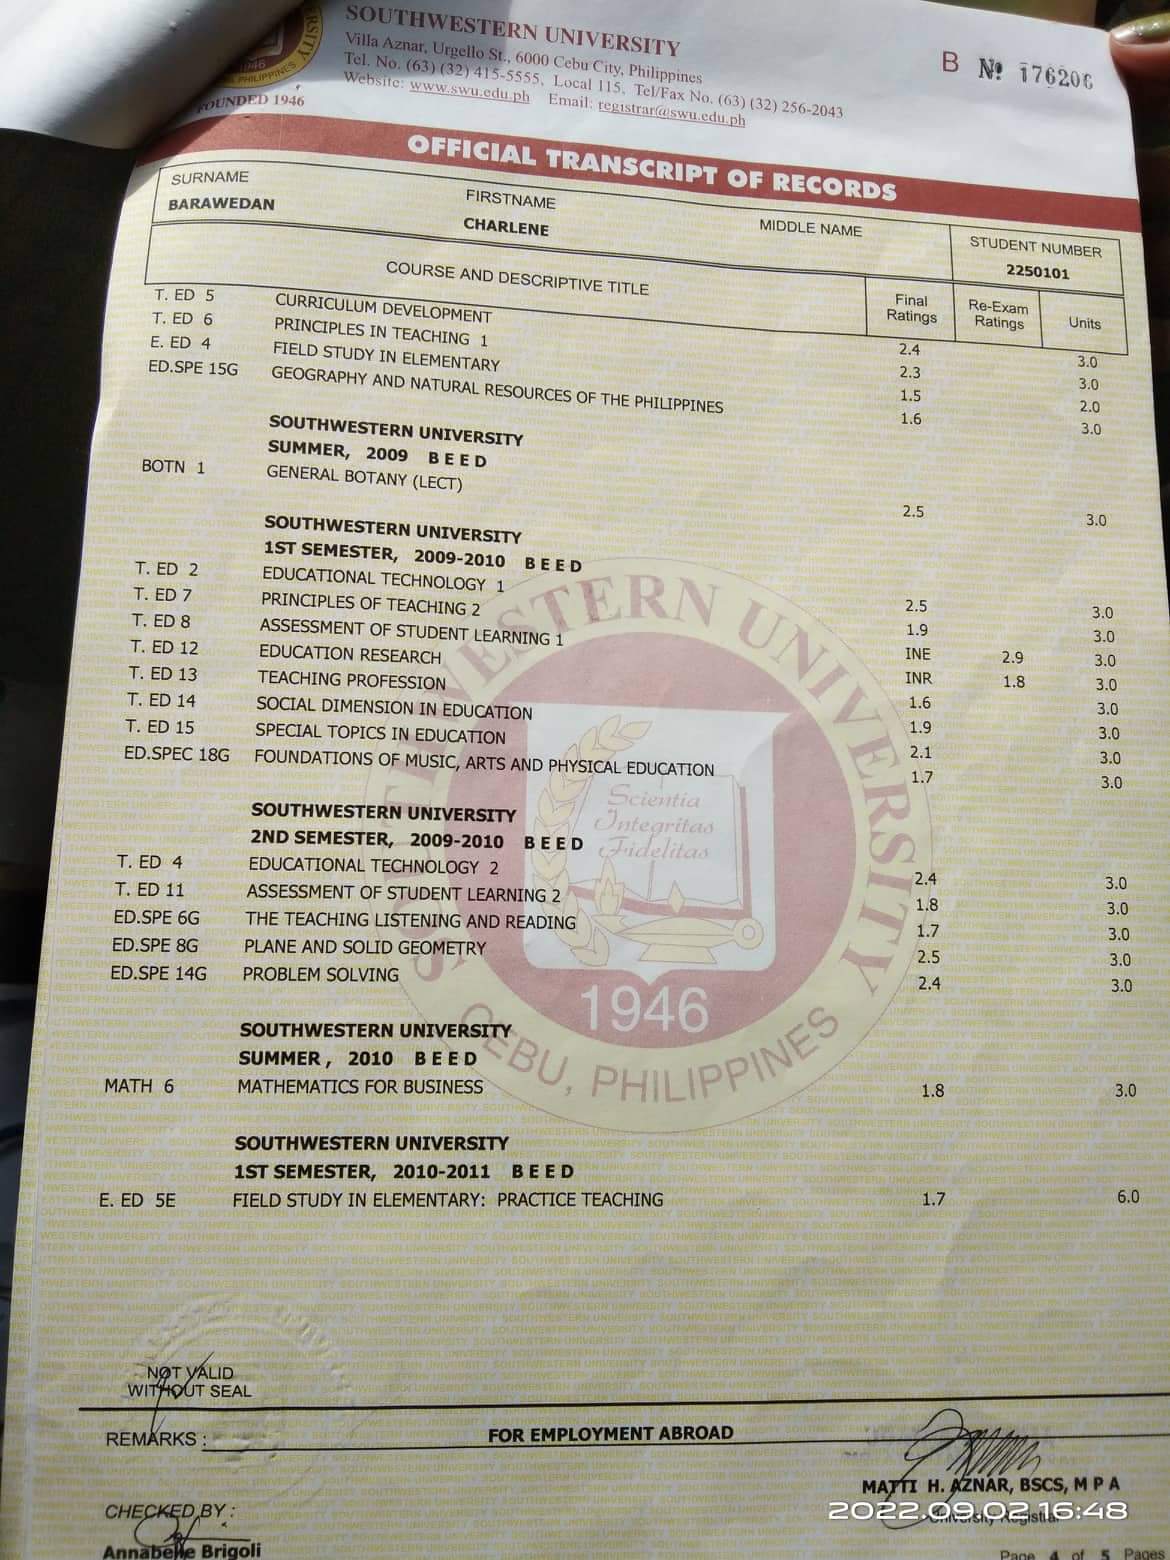 SOUTHWESTERN UNIVERSITY
Villa Aznar, Urgello St., 6000 Cebu City, Philippines
Tel. No. (63) (32) 415-5555, Local 115, Tel/Fax No. (63) (32) 256-2043
Website: www.swu.edu.ph Email: registrar@swu.edu.ph
B Nº 176206
FOUNDED 1946
OFFICIAL TRANSCRIPT OF RECORDS
SURNAME FIRSTNAME MIDDLE NAME STUDENT NUMBER
BARAWEDAN CHARLENE 2250101
COURSE AND DESCRIPTIVE TITLE Final Ratings Re-Exam Ratings Units
T. ED 5 CURRICULUM DEVELOPMENT 2.4 3.0
T. ED 6 PRINCIPLES IN TEACHING 1 2.3 3.0
E. ED 4 FIELD STUDY IN ELEMENTARY 1.5 2.0
ED.SPE 15G GEOGRAPHY AND NATURAL RESOURCES OF THE PHILIPPINES 1.6 3.0
SOUTHWESTERN UNIVERSITY
SUMMER, 2009 B E E D
BOTN 1 GENERAL BOTANY (LECT) 2.5 3.0
SOUTHWESTERN UNIVERSITY
1ST SEMESTER, 2009-2010 B E E D
T. ED 2 EDUCATIONAL TECHNOLOGY 1 2.5 3.0
T. ED 7 PRINCIPLES OF TEACHING 2 1.9 3.0
T. ED 8 ASSESSMENT OF STUDENT LEARNING 1 INE 2.9 3.0
T. ED 12 EDUCATION RESEARCH INR 1.8 3.0
T. ED 13 TEACHING PROFESSION 1.6 3.0
T. ED 14 SOCIAL DIMENSION IN EDUCATION 1.9 3.0
T. ED 15 SPECIAL TOPICS IN EDUCATION 2.1 3.0
ED.SPEC 18G FOUNDATIONS OF MUSIC, ARTS AND PHYSICAL EDUCATION 1.7 3.0
SOUTHWESTERN UNIVERSITY
2ND SEMESTER, 2009-2010 B E E D
T. ED 4 EDUCATIONAL TECHNOLOGY 2 2.4 3.0
T. ED 11 ASSESSMENT OF STUDENT LEARNING 2 1.8 3.0
ED.SPE 6G THE TEACHING LISTENING AND READING 1.7 3.0
ED.SPE 8G PLANE AND SOLID GEOMETRY 2.5 3.0
ED.SPE 14G PROBLEM SOLVING 2.4 3.0
SOUTHWESTERN UNIVERSITY
SUMMER, 2010 B E E D
MATH 6 MATHEMATICS FOR BUSINESS 1.8 3.0
SOUTHWESTERN UNIVERSITY
1ST SEMESTER, 2010-2011 B E E D
E. ED 5E FIELD STUDY IN ELEMENTARY: PRACTICE TEACHING 1.7 6.0
SOUTHWESTERN UNIVERSITY
Scientia
Integritas
Fidelitas
1946
CEBU, PHILIPPINES
NOT VALID
WITHOUT SEAL
REMARKS : FOR EMPLOYMENT ABROAD
MATTI H. AZNAR, BSCS, M P A
University Registrar
CHECKED BY :
Annabelle Brigoli
2022.09.02 16:48
Page 4 of 5 Pages